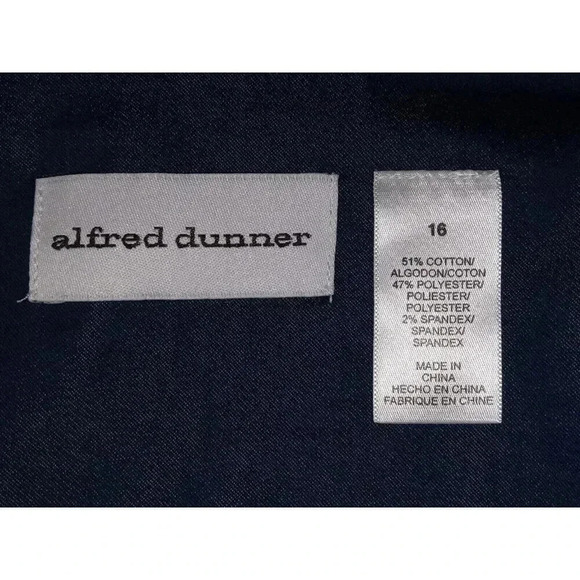 alfred dunner
16
51% COTTON/
ALGODON/COTON
47% POLYESTER/
POLIESTER/
POLYESTER
2% SPANDEX/
SPANDEX/
SPANDEX
MADE IN
CHINA
HECHO EN CHINA
FABRIQUE EN CHINE